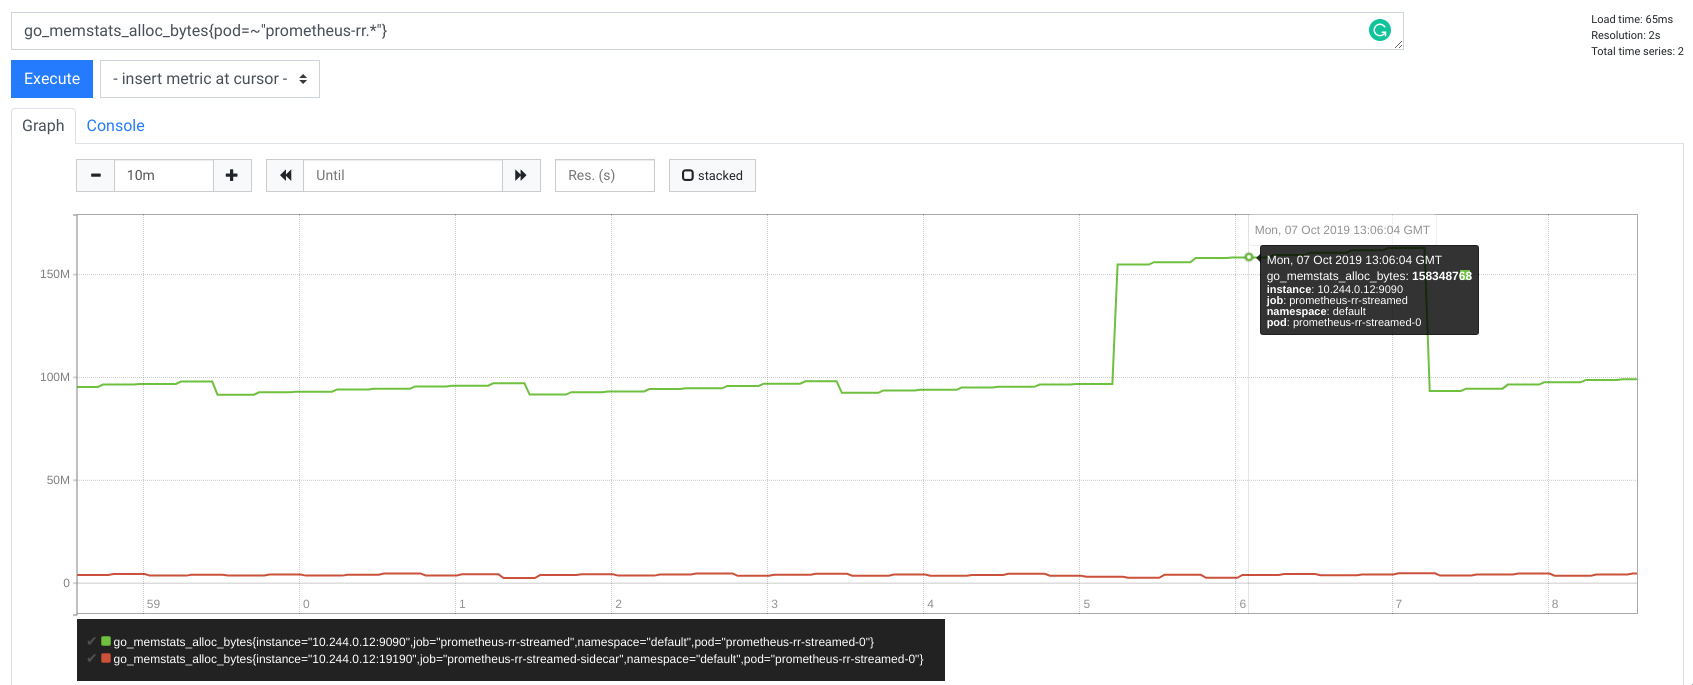 go_memstats_alloc_bytes{pod=~"prometheus-rr.*"}
Load time: 65ms
Resolution: 2s
Total time series: 2
Execute
- insert metric at cursor -
Graph
Console
10m
Until
Res. (s)
stacked
Mon, 07 Oct 2019 13:06:04 GMT
Mon, 07 Oct 2019 13:06:04 GMT
go_memstats_alloc_bytes: 158348768
instance: 10.244.0.12:9090
job: prometheus-rr-streamed
namespace: default
pod: prometheus-rr-streamed-0
150M
100M
50M
0
59 0 1 2 3 4 5 6 7 8
✔ go_memstats_alloc_bytes{instance="10.244.0.12:9090",job="prometheus-rr-streamed",namespace="default",pod="prometheus-rr-streamed-0"}
✔ go_memstats_alloc_bytes{instance="10.244.0.12:19190",job="prometheus-rr-streamed-sidecar",namespace="default",pod="prometheus-rr-streamed-0"}